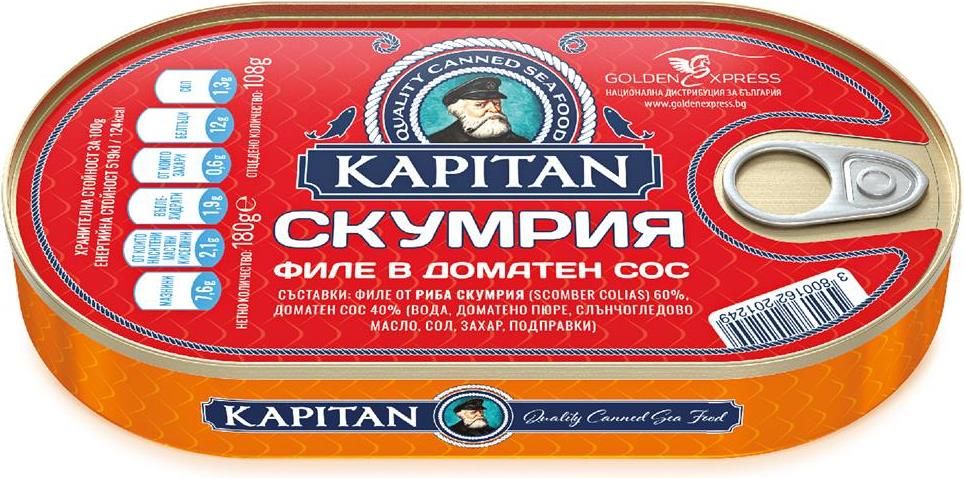 QUALITY CANNED SEA FOOD
KAPITAN
СКУМРИЯ
ФИЛЕ В ДОМАТЕН СОС
СЪСТАВКИ: ФИЛЕ ОТ РИБА СКУМРИЯ (SCOMBER COLIAS) 60%,
ДОМАТЕН СОС 40% (ВОДА, ДОМАТЕНО ПЮРЕ, СЛЪНЧОГЛЕДОВО
МАСЛО, СОЛ, ЗАХАР, ПОДПРАВКИ)
GOLDEN EXPRESS
НАЦИОНАЛНА ДИСТРИБУЦИЯ ЗА БЪЛГАРИЯ
www.goldenexpress.bg
ХРАНИТЕЛНА СТОЙНОСТ ЗА 100g
ЕНЕРГИЙНА СТОЙНОСТ 519kJ / 124kcal
МАЗНИНИ 7,6g
ОТ КОИТО НАСИТЕНИ МАСТНИ КИСЕЛИНИ 2,1g
ВЪГЛЕ-ХИДРАТИ 1,9g
ОТ КОИТО ЗАХАРИ 0,6g
БЕЛТЪЦИ 12g
СОЛ 1,3g
НЕТНО КОЛИЧЕСТВО: 180g℮
ОТЦЕДЕНО КОЛИЧЕСТВО: 108g
3 800162 201249
KAPITAN
Quality Canned Sea Food